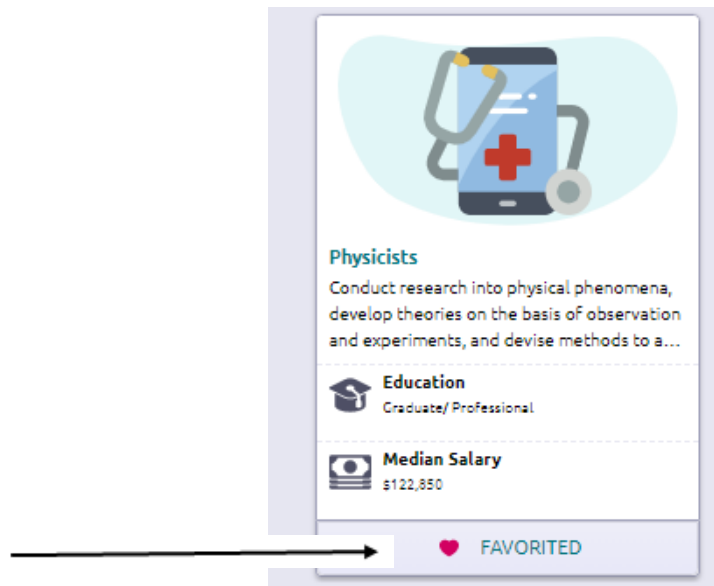 Physicists
Conduct research into physical phenomena,
develop theories on the basis of observation
and experiments, and devise methods to a...
Education
Graduate/ Professional
Median Salary
$122,850
FAVORITED